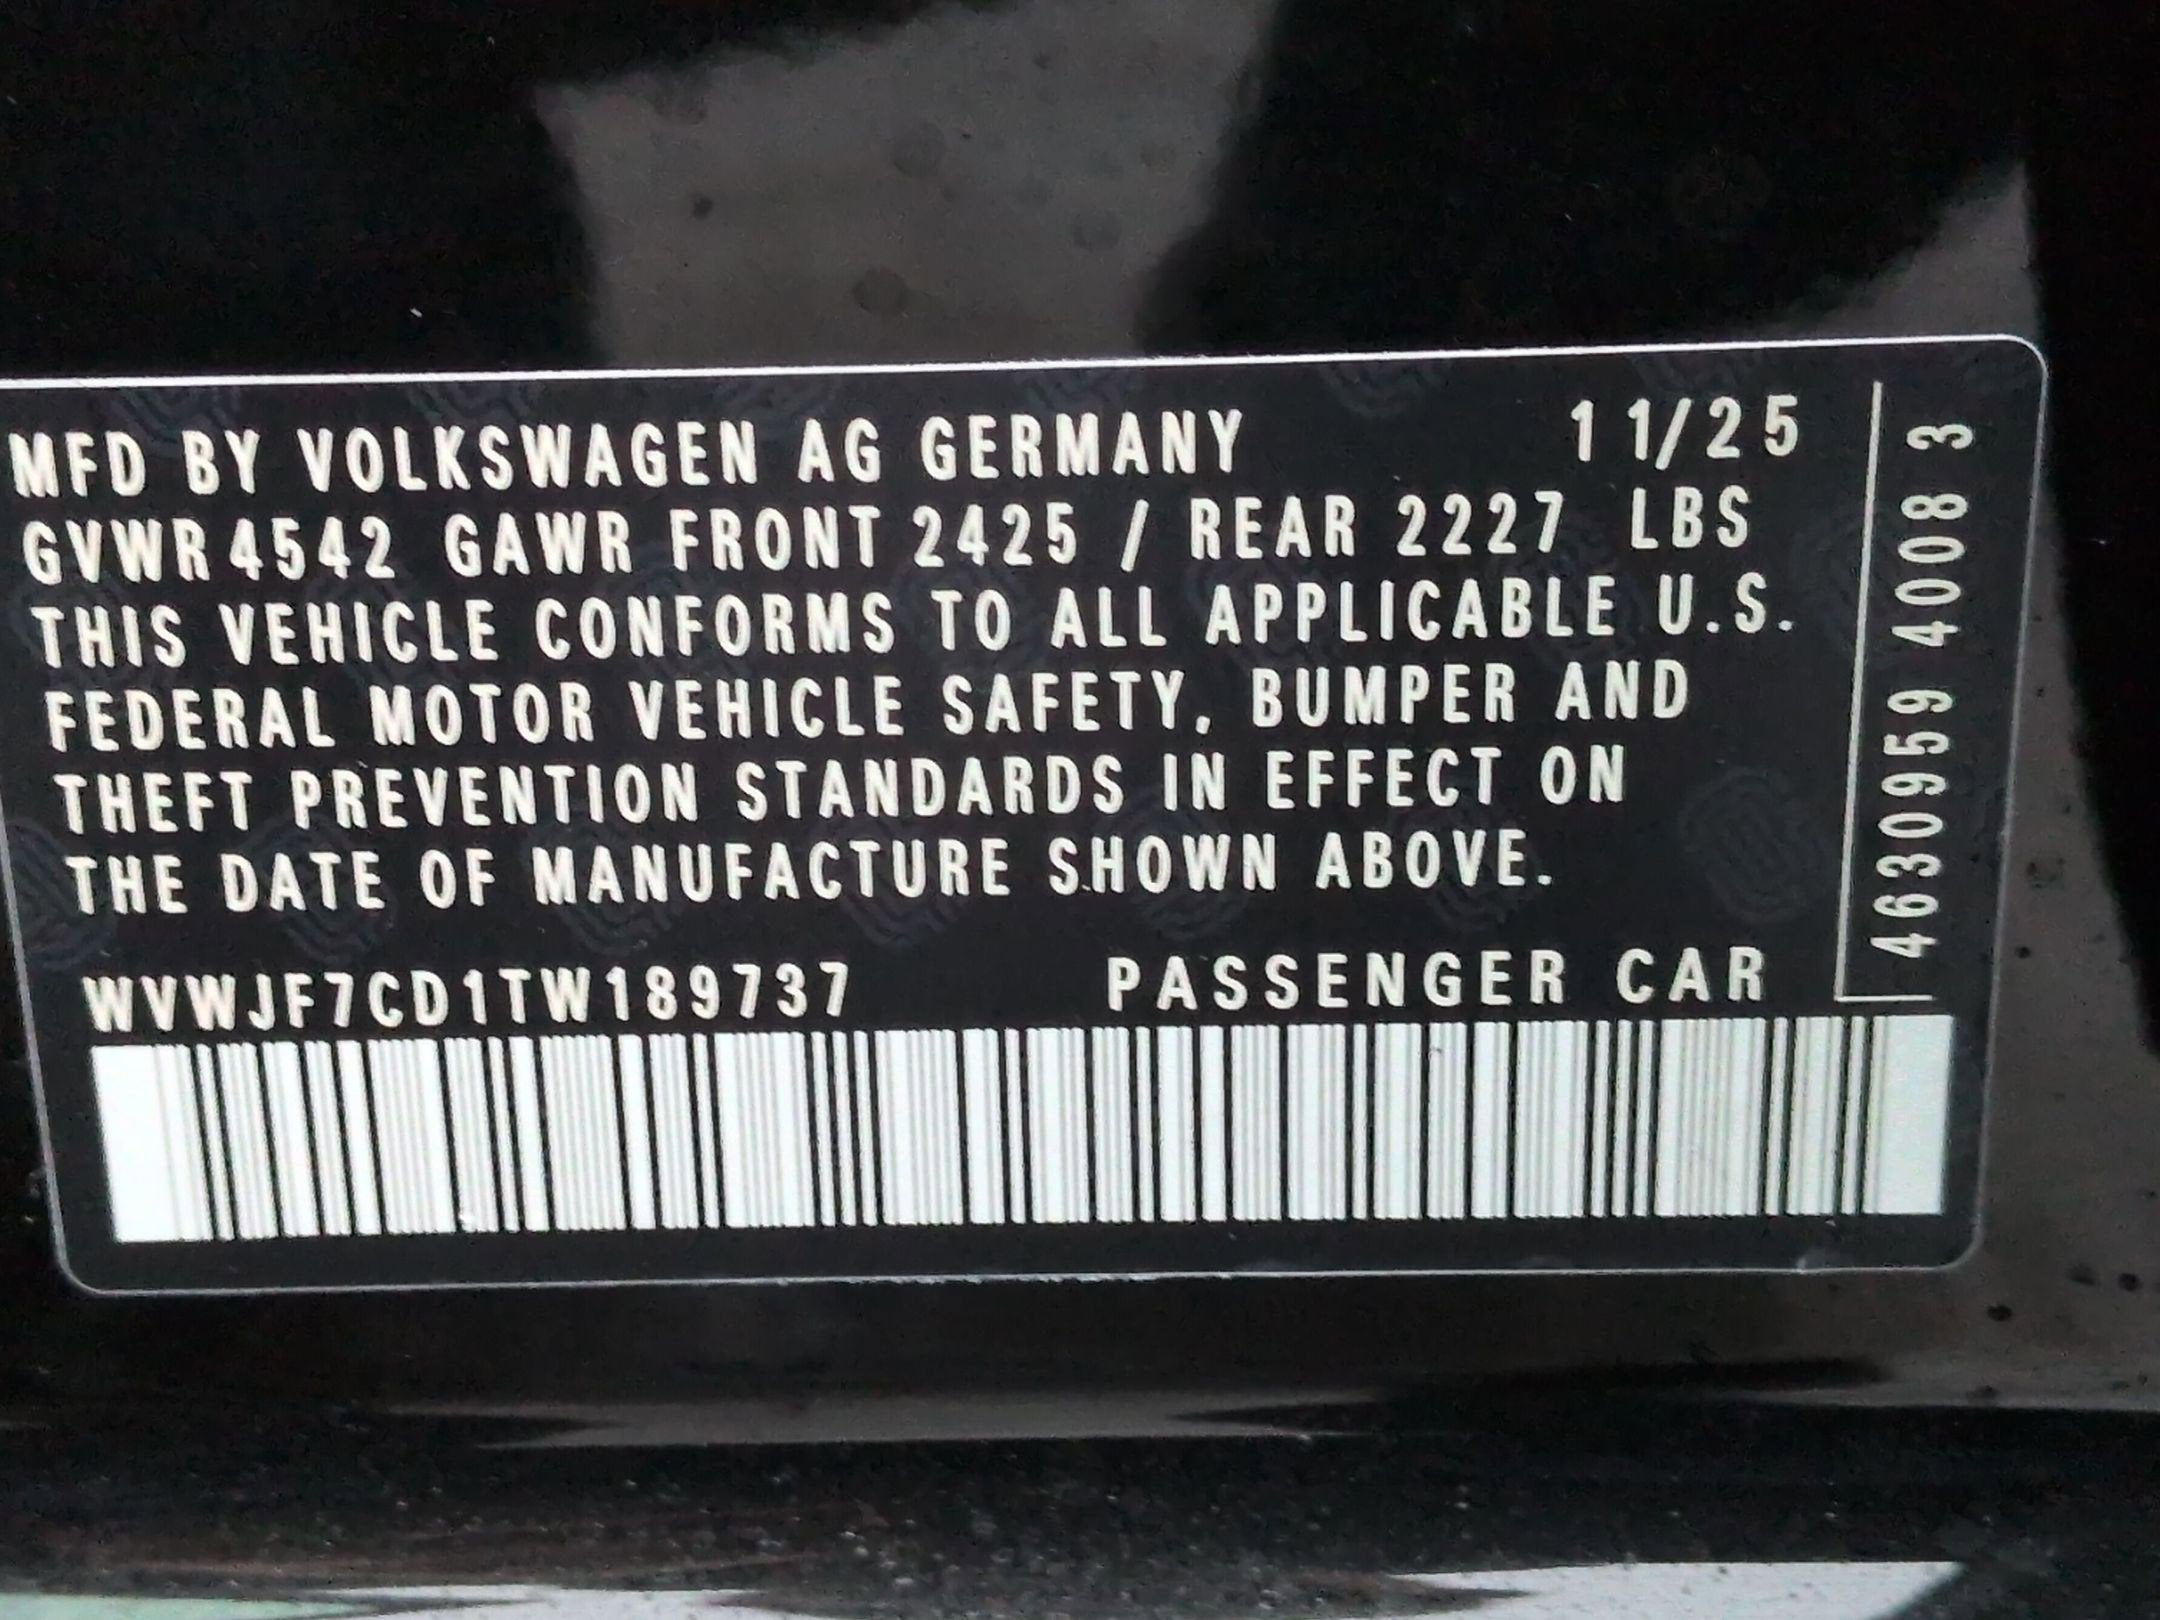 MFD BY VOLKSWAGEN AG GERMANY 11/25
GVWR 4542 GAWR FRONT 2425 / REAR 2227 LBS
THIS VEHICLE CONFORMS TO ALL APPLICABLE U.S.
FEDERAL MOTOR VEHICLE SAFETY, BUMPER AND
THEFT PREVENTION STANDARDS IN EFFECT ON
THE DATE OF MANUFACTURE SHOWN ABOVE.
WVWJF7CD1TW189737 PASSENGER CAR
4630959 4008 3